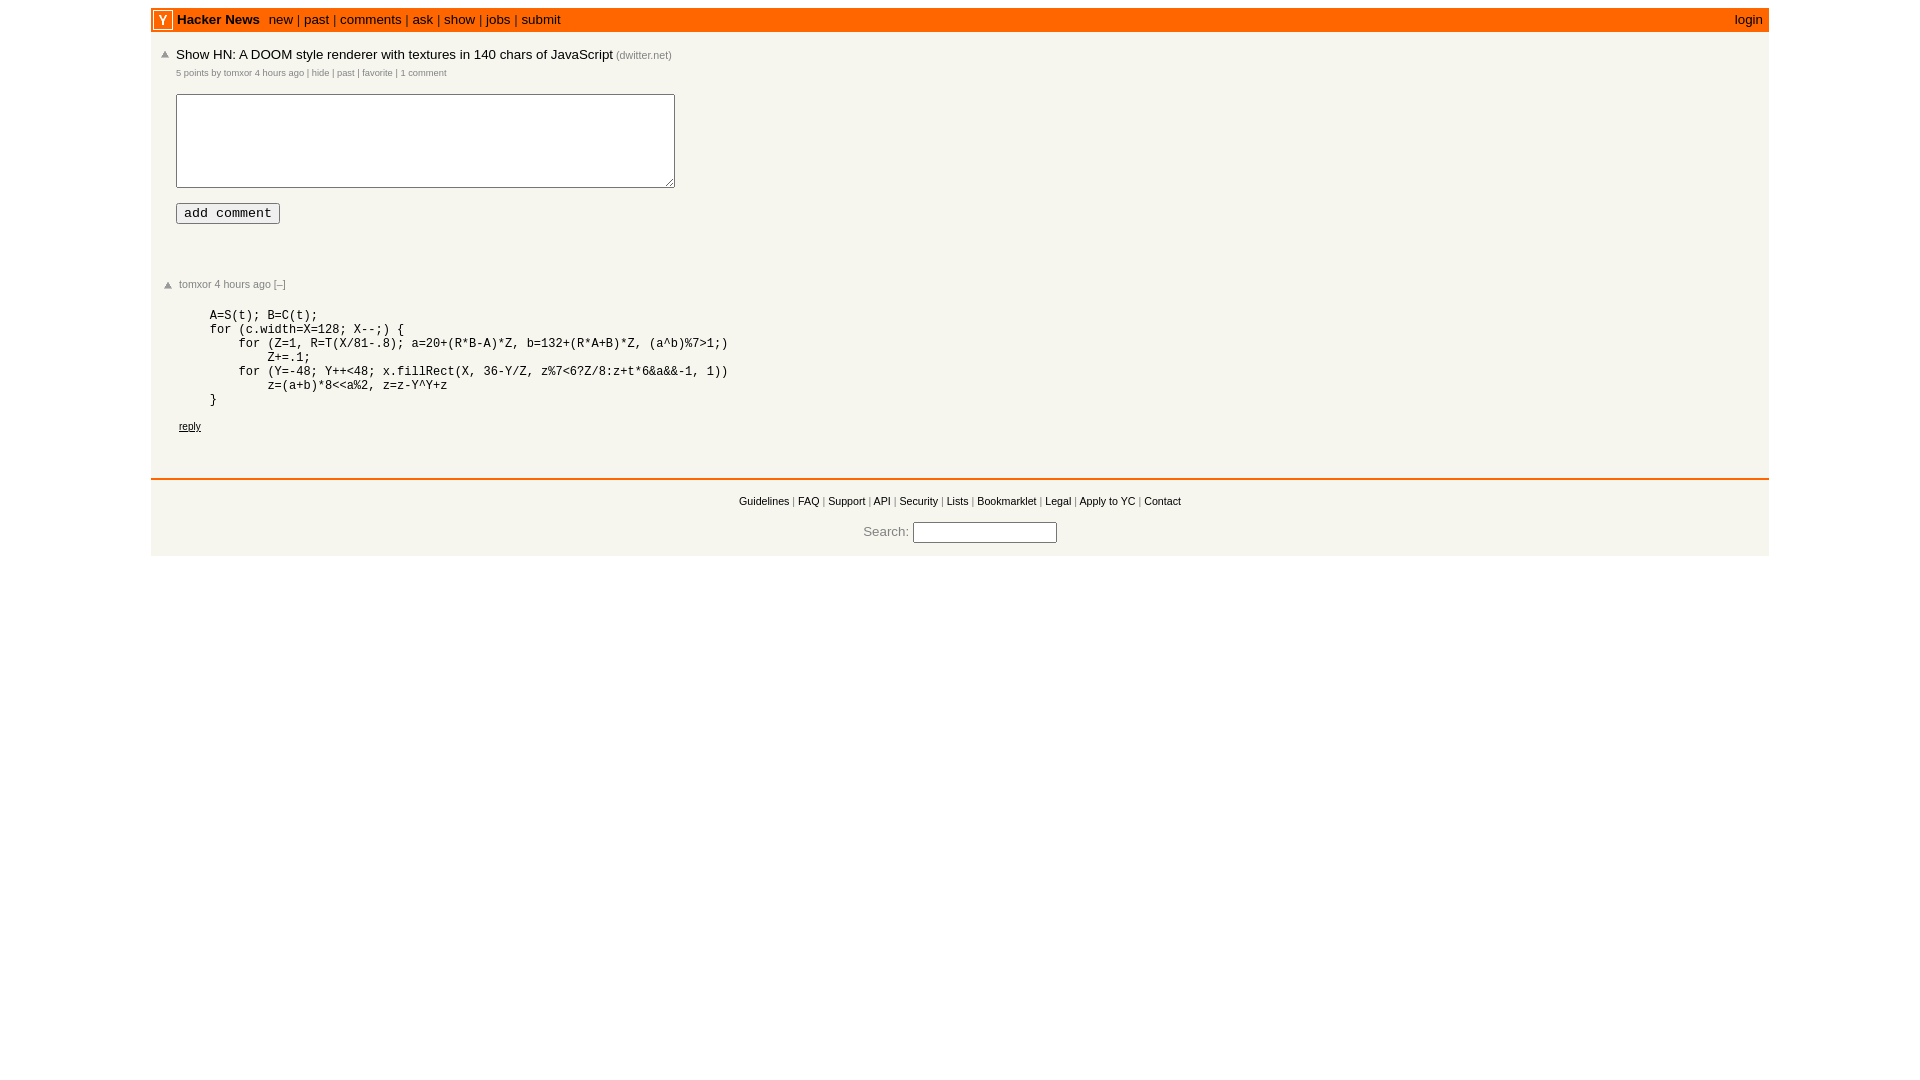 Y Hacker News new | past | comments | ask | show | jobs | submit login
Show HN: A DOOM style renderer with textures in 140 chars of JavaScript (dwitter.net)
5 points by tomxor 4 hours ago | hide | past | favorite | 1 comment
add comment
tomxor 4 hours ago [–]
A=S(t); B=C(t);
for (c.width=X=128; X--;) {
    for (Z=1, R=T(X/81-.8); a=20+(R*B-A)*Z, b=132+(R*A+B)*Z, (a^b)%7>1;)
        Z+=.1;
    for (Y=-48; Y++<48; x.fillRect(X, 36-Y/Z, z%7<6?Z/8:z+t*6&a&&-1, 1))
        z=(a+b)*8<<a%2, z=z-Y^Y+z
}
reply
Guidelines | FAQ | Support | API | Security | Lists | Bookmarklet | Legal | Apply to YC | Contact
Search: